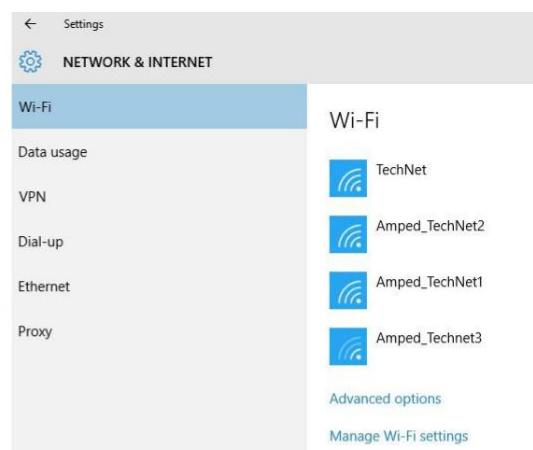 Settings
NETWORK & INTERNET
Wi-Fi
Data usage
VPN
Dial-up
Ethernet
Proxy
Wi-Fi
TechNet
Amped_TechNet2
Amped_TechNet1
Amped_Technet3
Advanced options
Manage Wi-Fi settings